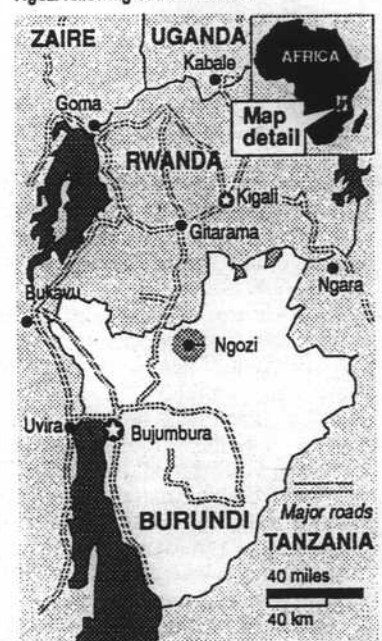 ZAIRE
UGANDA
Kabale
AFRICA
Goma
Map
detail
RWANDA
Kigali
Gitarama
Ngara
Bukavu
Ngozi
Uvira
Bujumbura
BURUNDI
Major roads
TANZANIA
40 miles
40 km